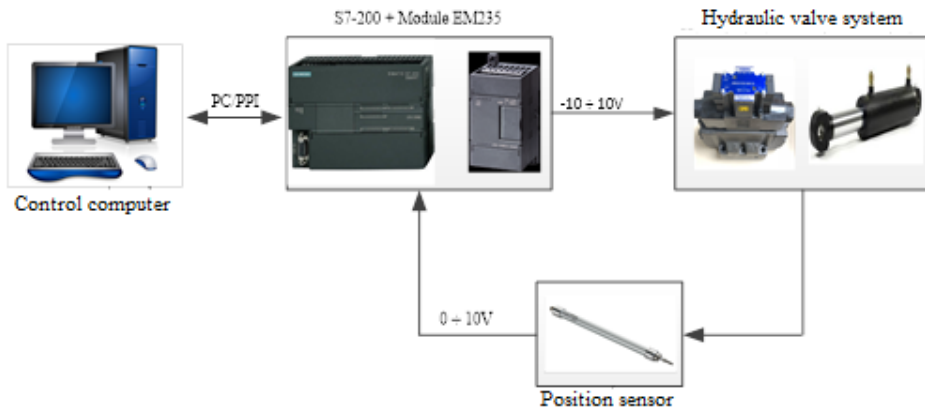 S7-200 + Module EM235
Hydraulic valve system
PC/PPI
-10 ÷ 10V
Control computer
0 ÷ 10V
Position sensor